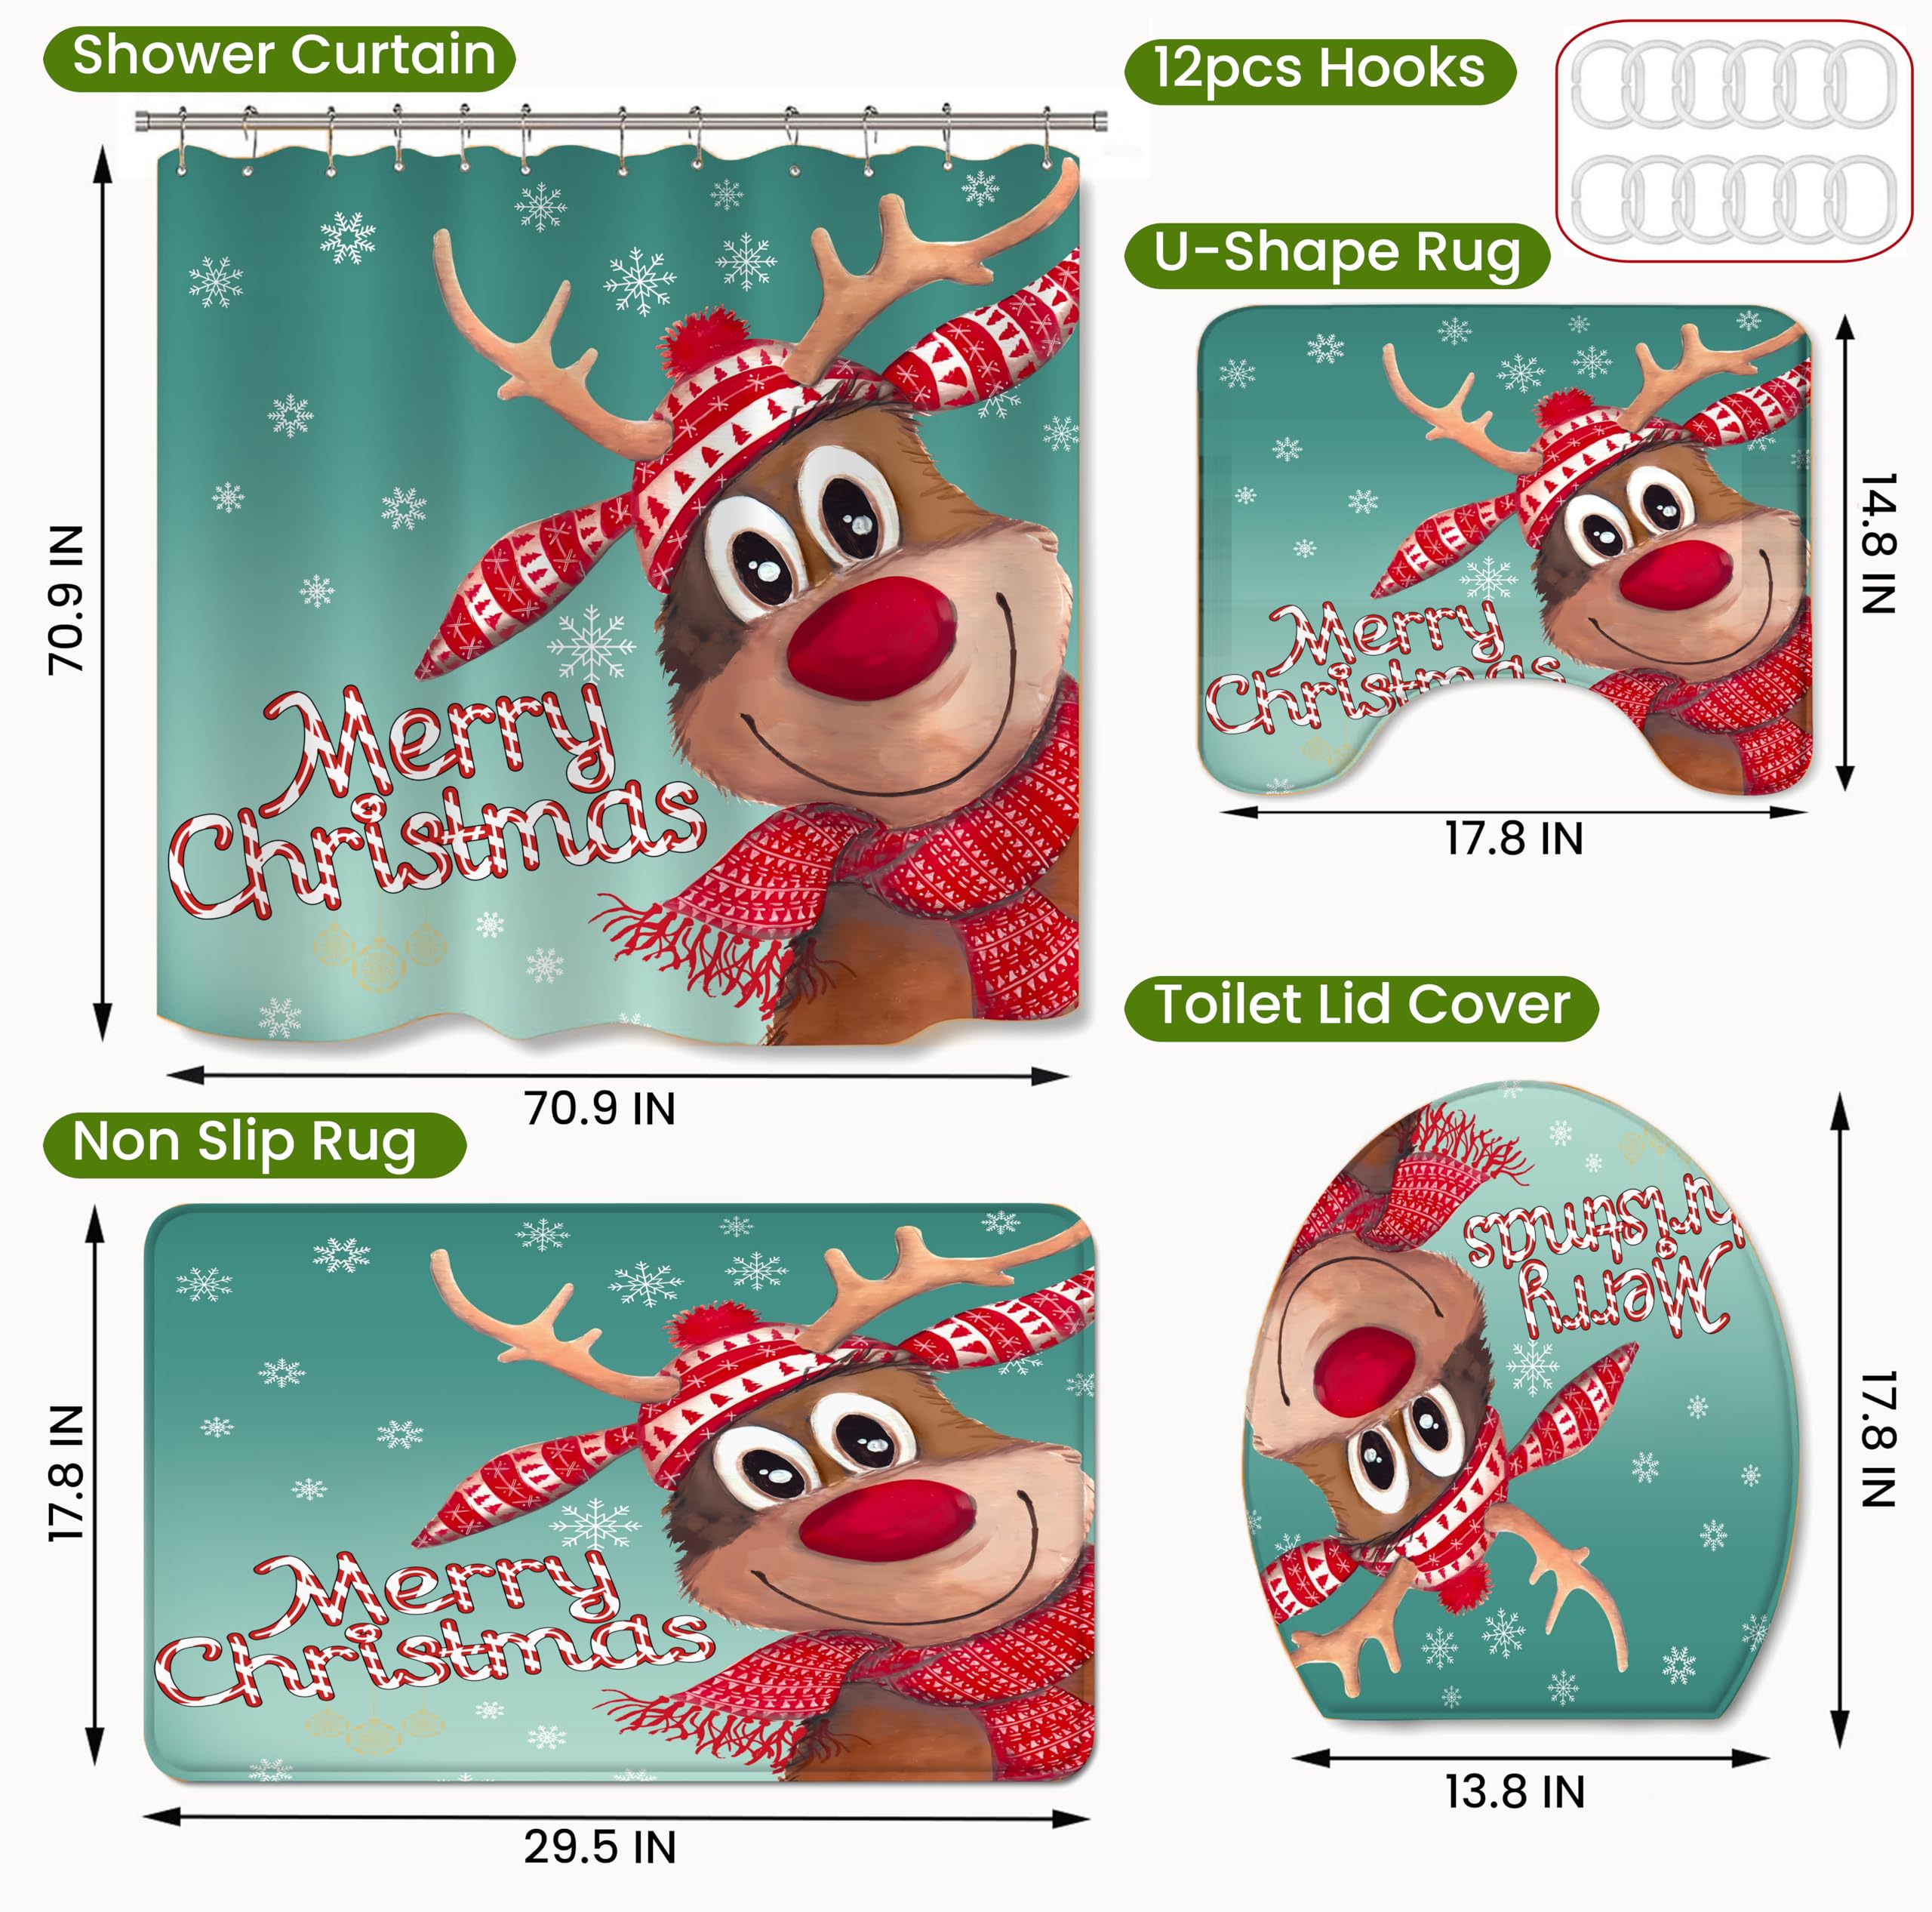 Shower Curtain
12pcs Hooks
U-Shape Rug
70.9 IN
Merry
Christmas
70.9 IN
14.8 IN
Merry
Christmas
17.8 IN
Non Slip Rug
17.8 IN
Merry
Christmas
29.5 IN
Toilet Lid Cover
Merry
hristmas
17.8 IN
13.8 IN